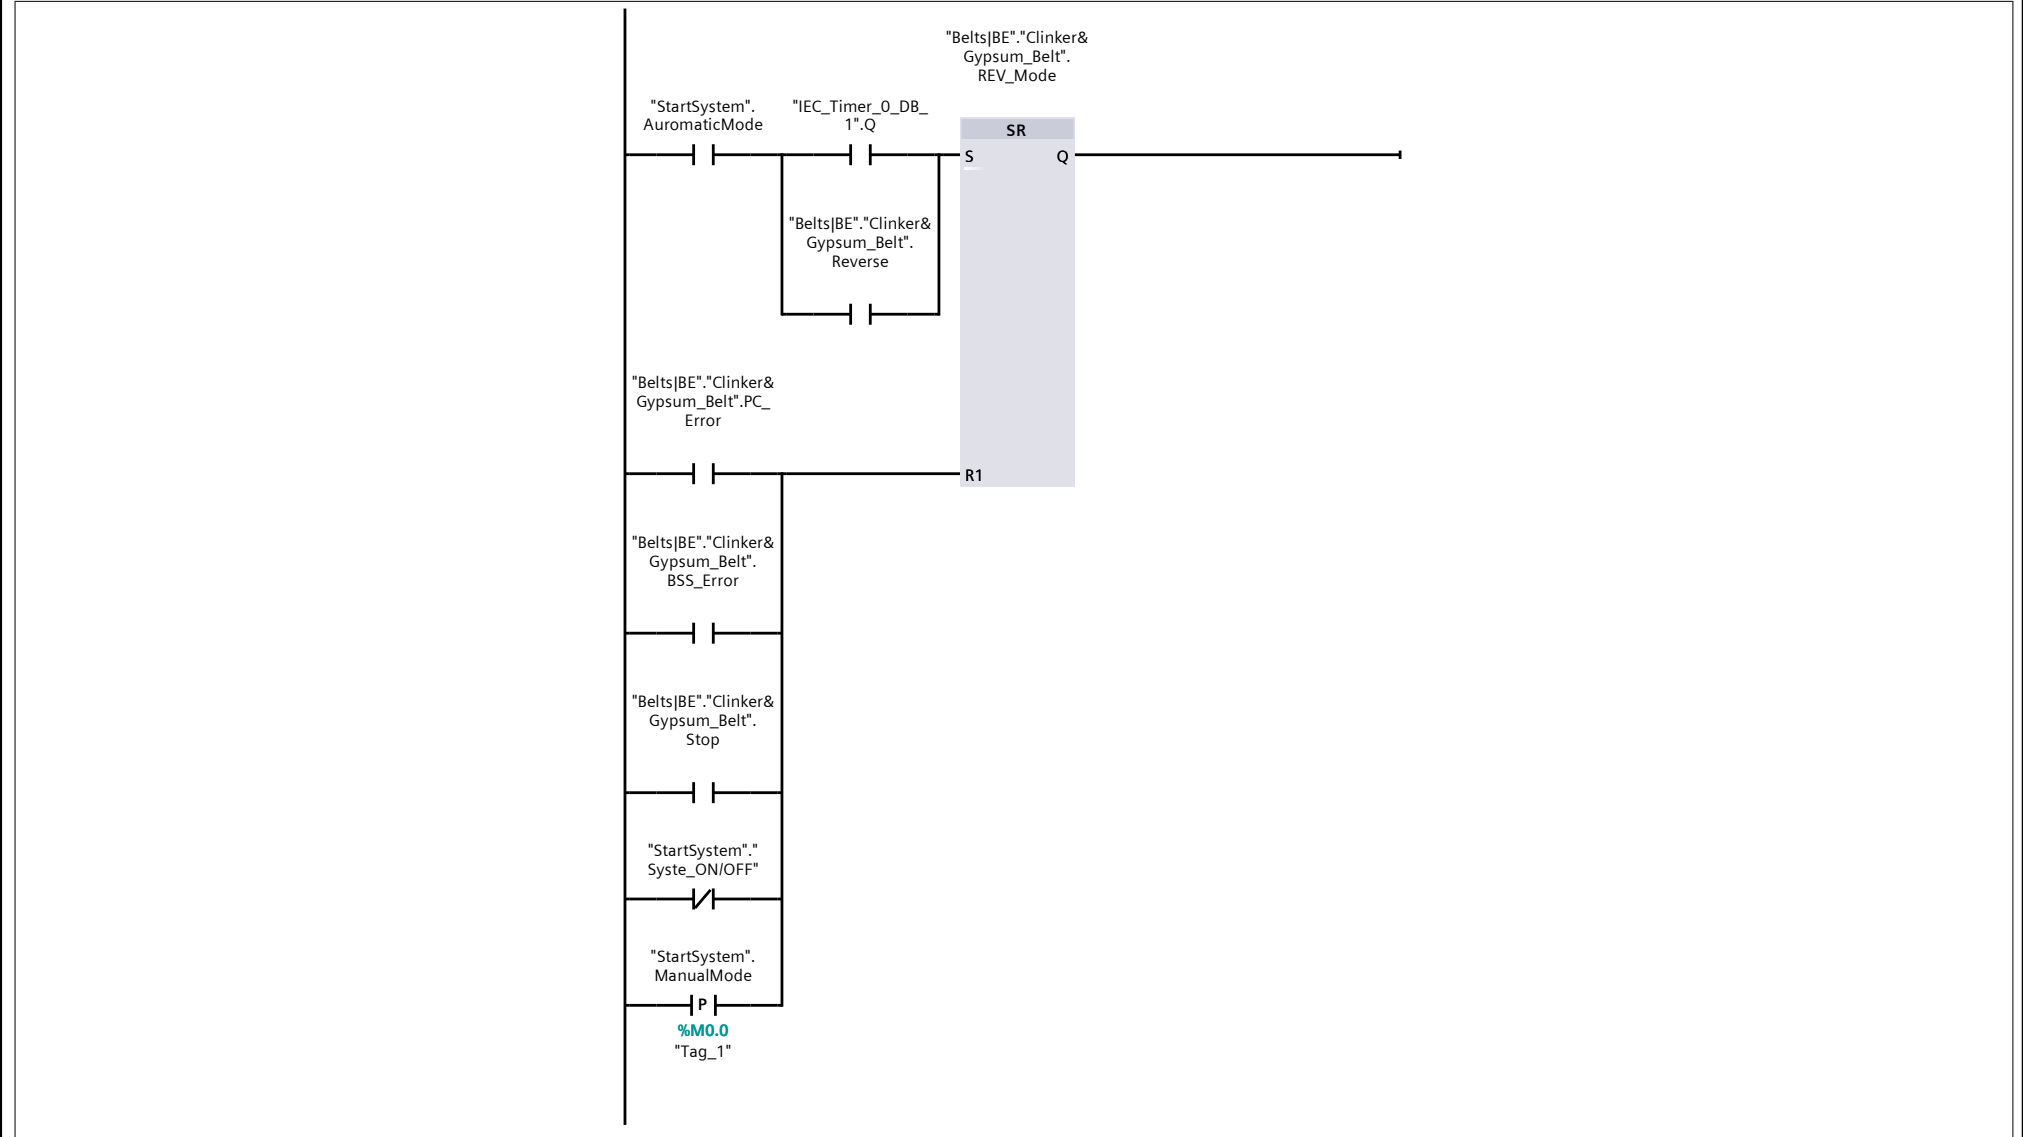 "Belts|BE"."Clinker&
Gypsum_Belt".
REV_Mode
"StartSystem".
AuromaticMode
"IEC_Timer_0_DB_
1".Q
SR
S
Q
"Belts|BE"."Clinker&
Gypsum_Belt".
Reverse
"Belts|BE"."Clinker&
Gypsum_Belt".PC_
Error
R1
"Belts|BE"."Clinker&
Gypsum_Belt".
BSS_Error
"Belts|BE"."Clinker&
Gypsum_Belt".
Stop
"StartSystem"."
Syste_ON/OFF"
"StartSystem".
ManualMode
P
%M0.0
"Tag_1"